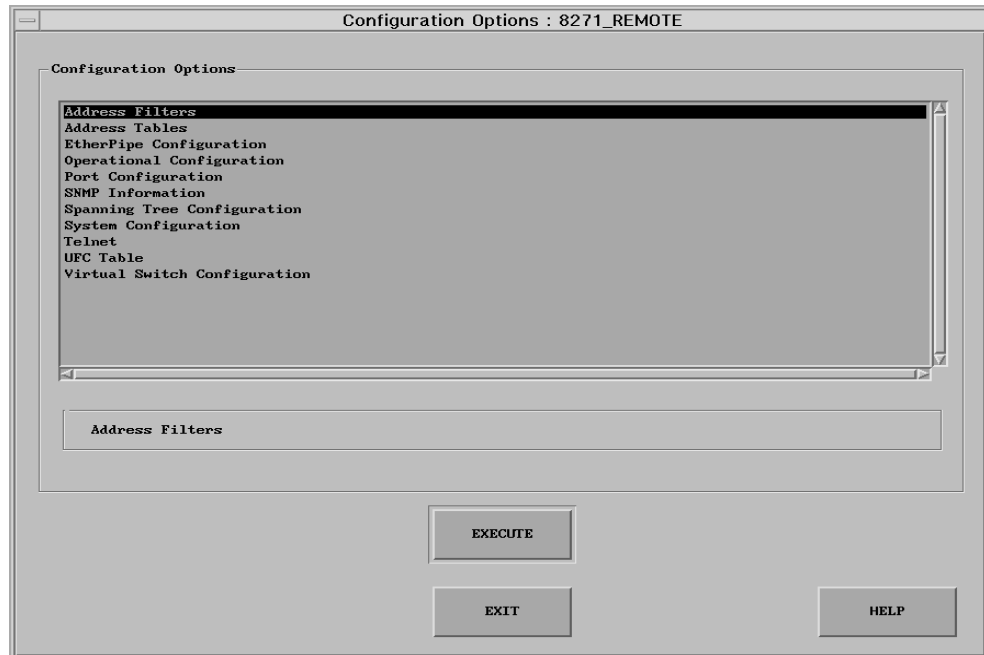 Configuration Options : 8271_REMOTE
Configuration Options
Address Filters
Address Tables
EtherPipe Configuration
Operational Configuration
Port Configuration
SNMP Information
Spanning Tree Configuration
System Configuration
Telnet
UFC Table
Virtual Switch Configuration
Address Filters
EXECUTE
EXIT
HELP